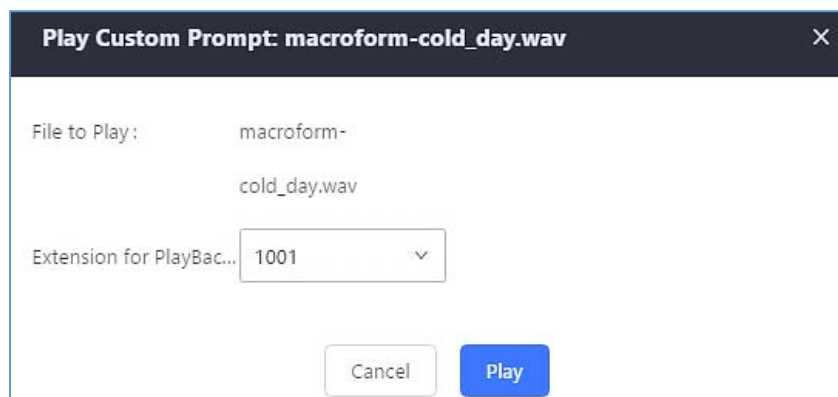 Play Custom Prompt: macroform-cold_day.wav
File to Play :
macroform-
cold_day.wav
Extension for PlayBac... 1001
Cancel Play